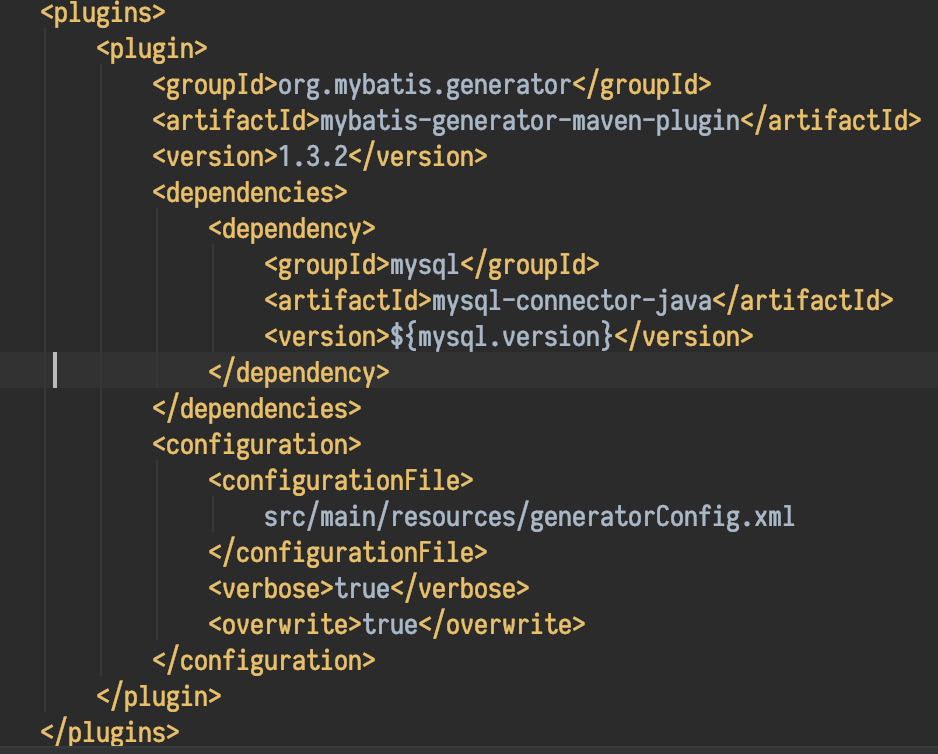 <plugins>
<plugin>
<groupId>org.mybatis.generator</groupId>
<artifactId>mybatis-generator-maven-plugin</artifactId>
<version>1.3.2</version>
<dependencies>
<dependency>
<groupId>mysql</groupId>
<artifactId>mysql-connector-java</artifactId>
<version>${mysql.version}</version>
</dependency>
</dependencies>
<configuration>
<configurationFile>
src/main/resources/generatorConfig.xml
</configurationFile>
<verbose>true</verbose>
<overwrite>true</overwrite>
</configuration>
</plugin>
</plugins>